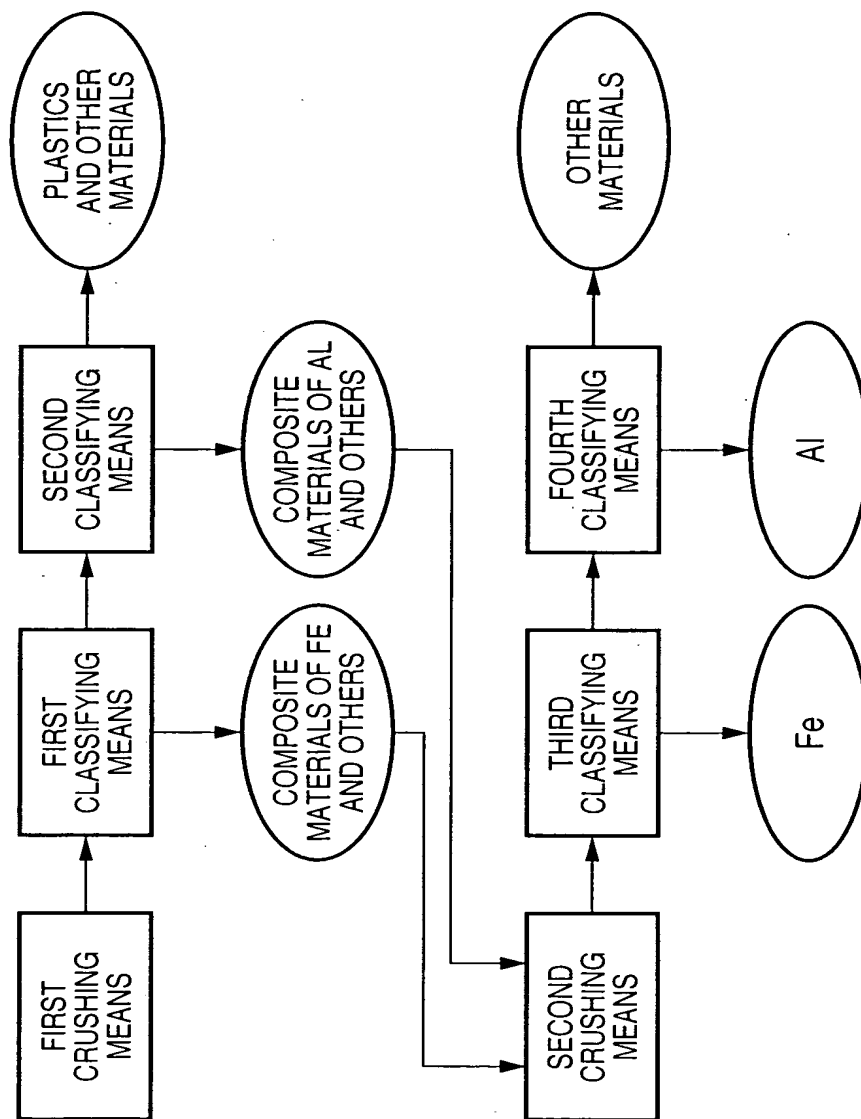 FIRST
CRUSHING
MEANS
FIRST
CLASSIFYING
MEANS
SECOND
CLASSIFYING
MEANS
PLASTICS
AND OTHER
MATERIALS
COMPOSITE
MATERIALS OF FE
AND OTHERS
COMPOSITE
MATERIALS OF AL
AND OTHERS
SECOND
CRUSHING
MEANS
THIRD
CLASSIFYING
MEANS
FOURTH
CLASSIFYING
MEANS
OTHER
MATERIALS
Fe
Al